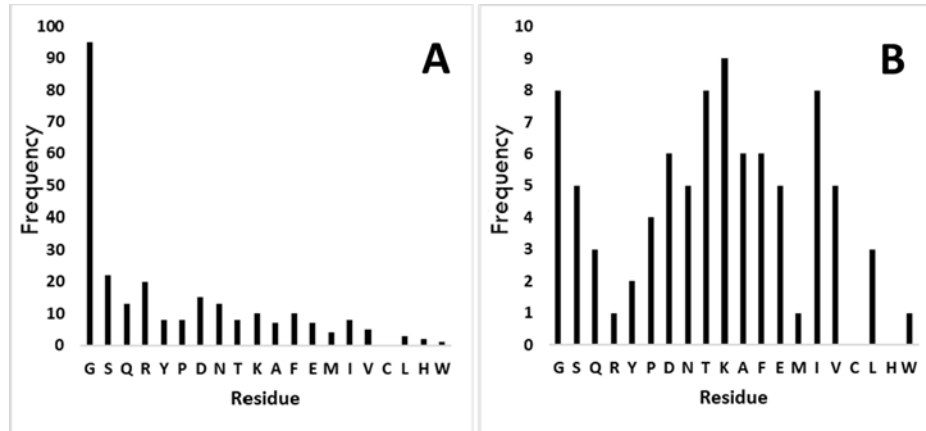 A
Frequency
100
90
80
70
60
50
40
30
20
10
0
G S Q R Y P D N T K A F E M I V C L H W
Residue
B
Frequency
10
9
8
7
6
5
4
3
2
1
0
G S Q R Y P D N T K A F E M I V C L H W
Residue